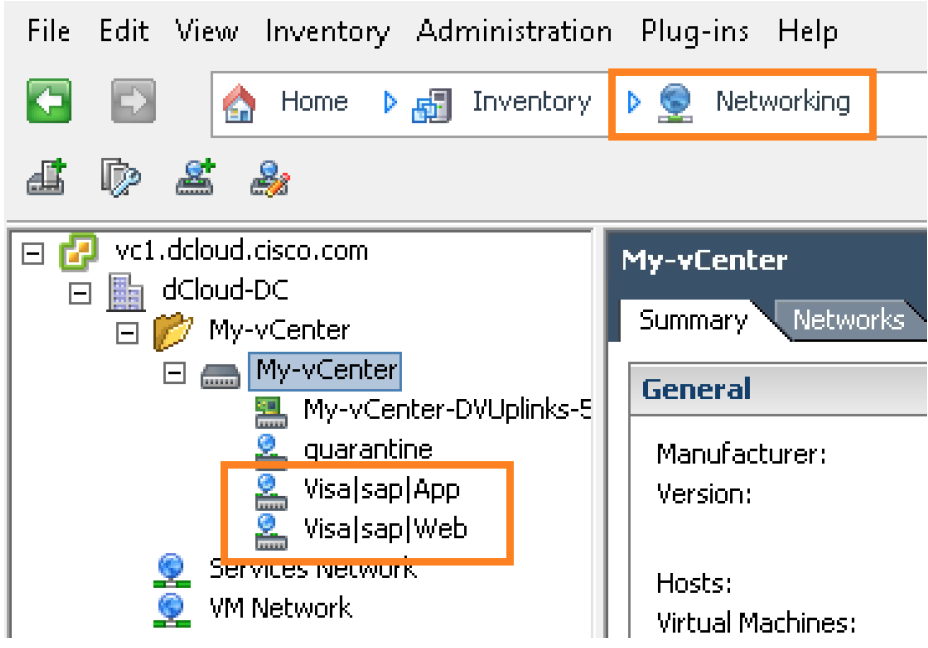 File Edit View Inventory Administration Plug-ins Help
Home Inventory Networking
vc1.dcloud.cisco.com
dCloud-DC
My-vCenter
My-vCenter
My-vCenter-DVUplinks-5
quarantine
Visa|sap|App
Visa|sap|Web
Services Network
VM Network
My-vCenter
Summary Networks
General
Manufacturer:
Version:
Hosts:
Virtual Machines: